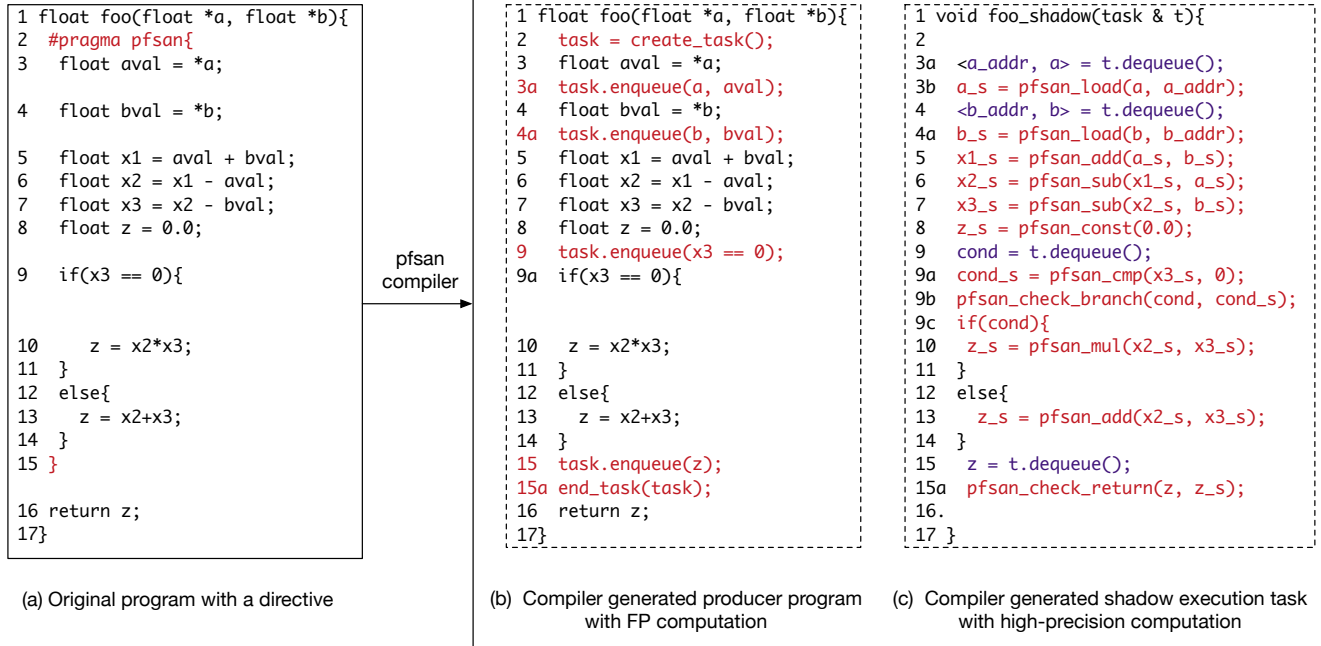 1 float foo(float *a, float *b){
2 #pragma pfsan{
3 float aval = *a;
4 float bval = *b;
5 float x1 = aval + bval;
6 float x2 = x1 - aval;
7 float x3 = x2 - bval;
8 float z = 0.0;
9 if(x3 == 0){
10 z = x2*x3;
11 }
12 else{
13 z = x2+x3;
14 }
15 }
16 return z;
17}
(a) Original program with a directive
pfsan
compiler
1 float foo(float *a, float *b){
2 task = create_task();
3 float aval = *a;
3a task.enqueue(a, aval);
4 float bval = *b;
4a task.enqueue(b, bval);
5 float x1 = aval + bval;
6 float x2 = x1 - aval;
7 float x3 = x2 - bval;
8 float z = 0.0;
9 task.enqueue(x3 == 0);
9a if(x3 == 0){
10 z = x2*x3;
11 }
12 else{
13 z = x2+x3;
14 }
15 task.enqueue(z);
15a end_task(task);
16 return z;
17}
(b) Compiler generated producer program
with FP computation
1 void foo_shadow(task & t){
2
3a <a_addr, a> = t.dequeue();
3b a_s = pfsan_load(a, a_addr);
4 <b_addr, b> = t.dequeue();
4a b_s = pfsan_load(b, b_addr);
5 x1_s = pfsan_add(a_s, b_s);
6 x2_s = pfsan_sub(x1_s, a_s);
7 x3_s = pfsan_sub(x2_s, b_s);
8 z_s = pfsan_const(0.0);
9 cond = t.dequeue();
9a cond_s = pfsan_cmp(x3_s, 0);
9b pfsan_check_branch(cond, cond_s);
9c if(cond){
10 z_s = pfsan_mul(x2_s, x3_s);
11 }
12 else{
13 z_s = pfsan_add(x2_s, x3_s);
14 }
15 z = t.dequeue();
15a pfsan_check_return(z, z_s);
16.
17 }
(c) Compiler generated shadow execution task
with high-precision computation